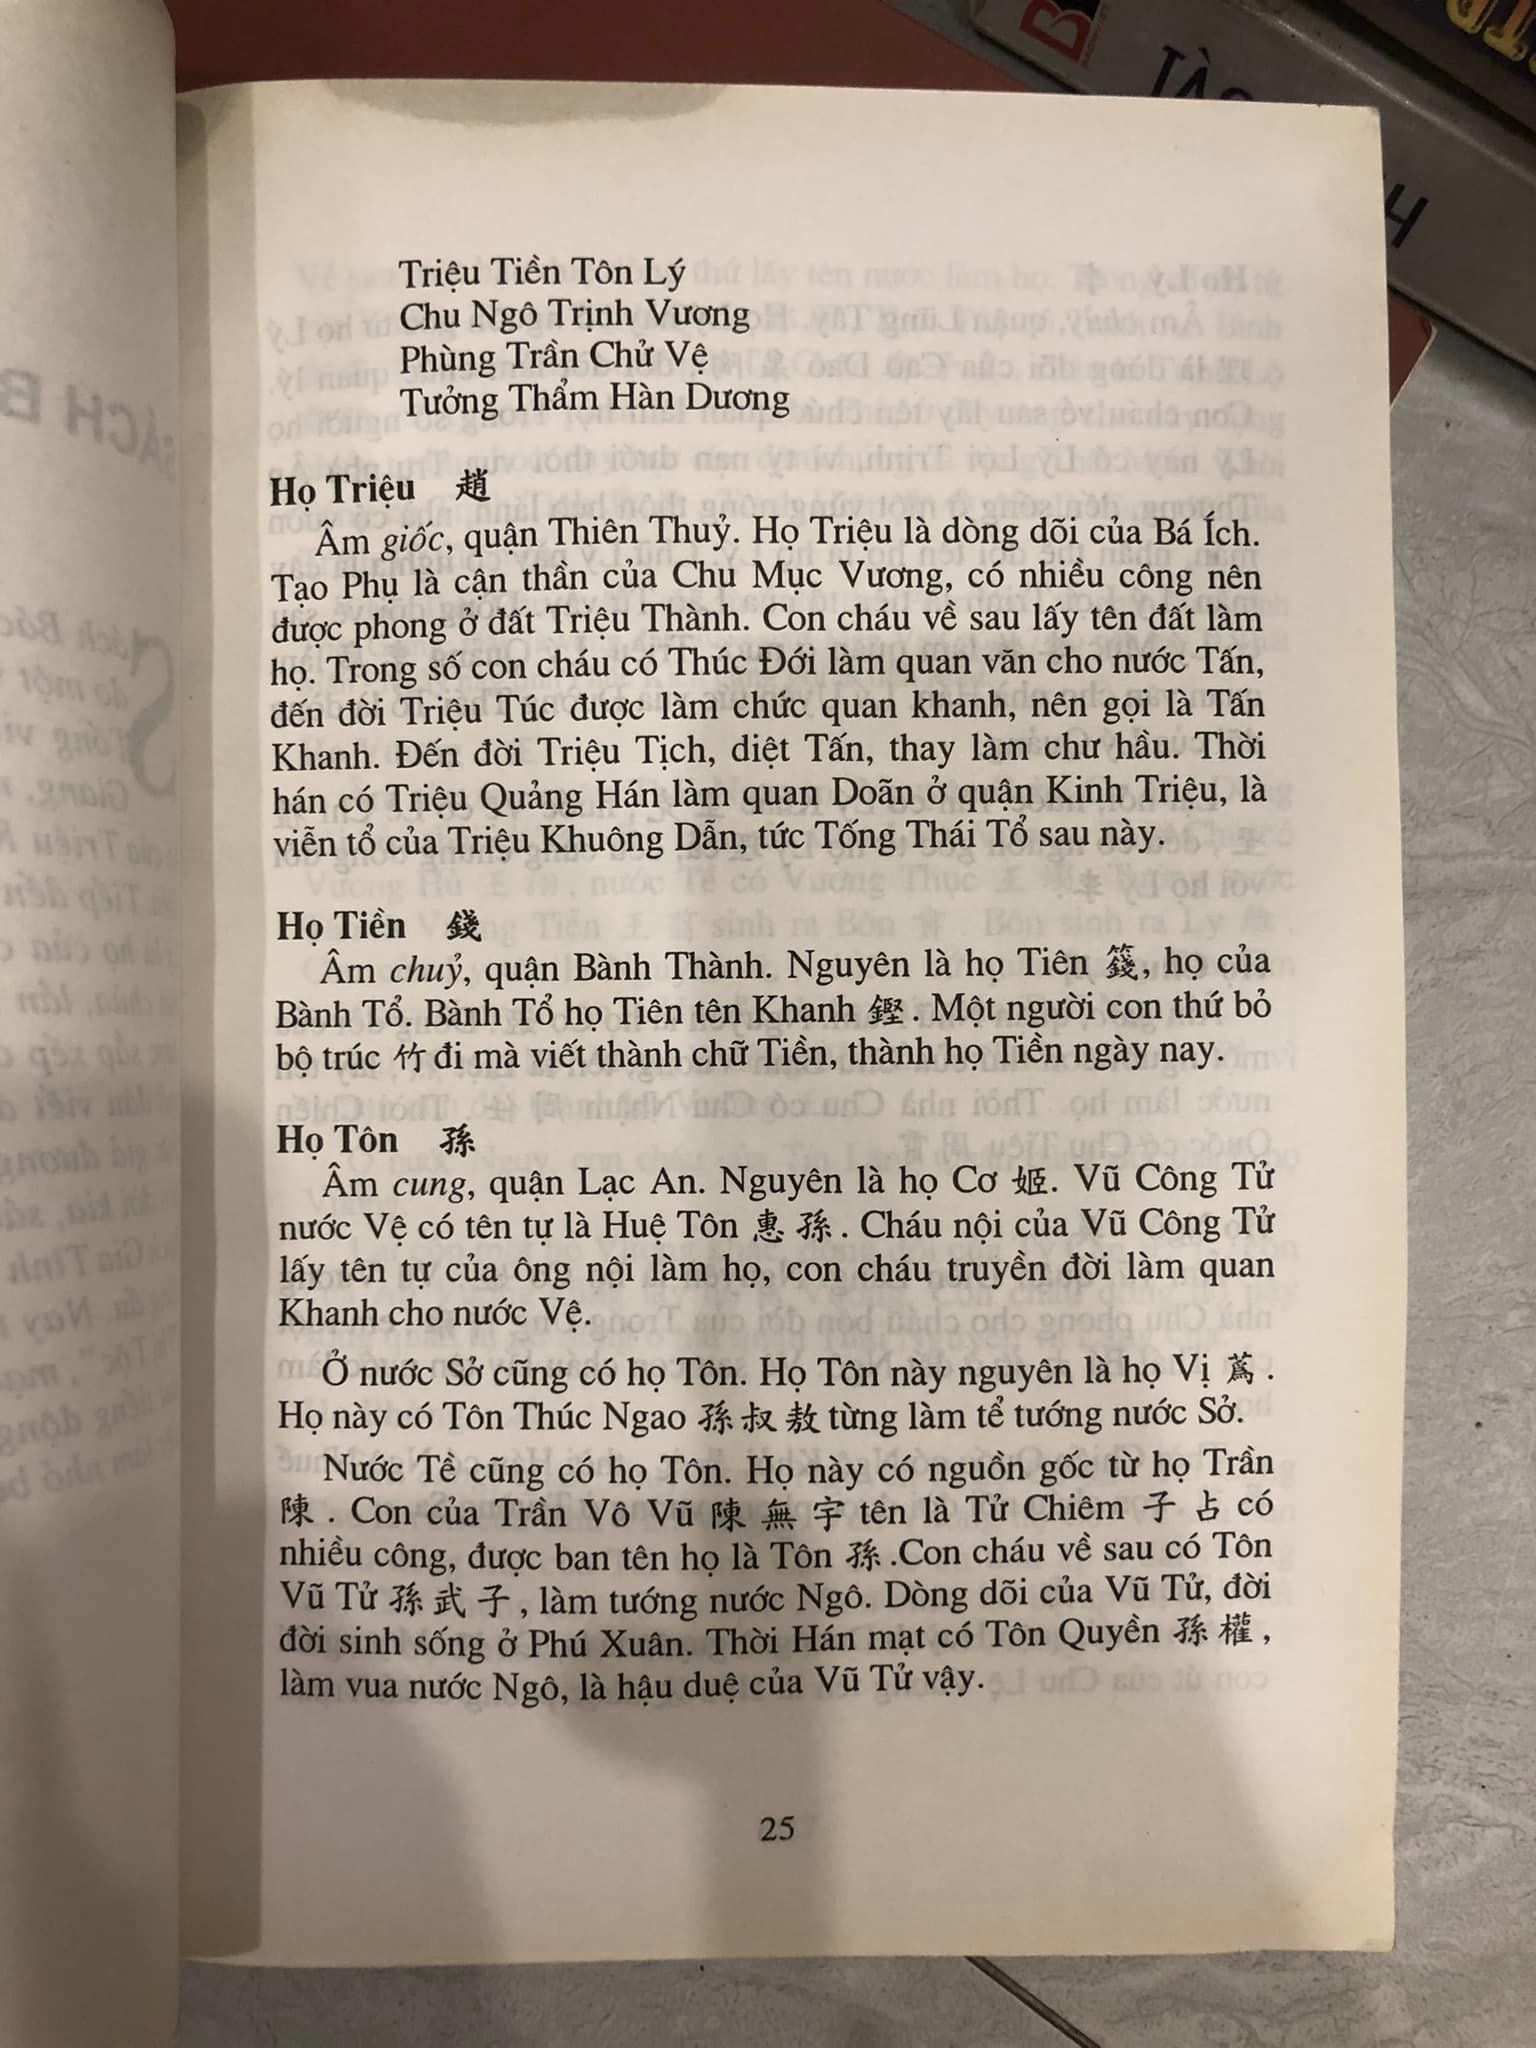 Triệu Tiền Tôn Lý
Chu Ngô Trịnh Vương
Phùng Trần Chử Vệ
Tưởng Thẩm Hàn Dương
Họ Triệu 趙
Âm giốc, quận Thiên Thuỷ. Họ Triệu là dòng dõi của Bá Ích.
Tạo Phụ là cận thần của Chu Mục Vương, có nhiều công nên
được phong ở đất Triệu Thành. Con cháu về sau lấy tên đất làm
họ. Trong số con cháu có Thúc Đới làm quan văn cho nước Tấn,
đến đời Triệu Túc được làm chức quan khanh, nên gọi là Tấn
Khanh. Đến đời Triệu Tịch, diệt Tấn, thay làm chư hầu. Thời
hán có Triệu Quảng Hán làm quan Doãn ở quận Kinh Triệu, là
viễn tổ của Triệu Khuông Dẫn, tức Tống Thái Tổ sau này.
Họ Tiền 錢
Âm chuỷ, quận Bành Thành. Nguyên là họ Tiên 籛, họ của
Bành Tổ. Bành Tổ họ Tiên tên Khanh 鏗. Một người con thứ bỏ
bộ trúc 竹 đi mà viết thành chữ Tiền, thành họ Tiền ngày nay.
Họ Tôn 孫
Âm cung, quận Lạc An. Nguyên là họ Cơ 姬. Vũ Công Tử
nước Vệ có tên tự là Huệ Tôn 惠孫. Cháu nội của Vũ Công Tử
lấy tên tự của ông nội làm họ, con cháu truyền đời làm quan
Khanh cho nước Vệ.
Ở nước Sở cũng có họ Tôn. Họ Tôn này nguyên là họ Vị 蒍.
Họ này có Tôn Thúc Ngao 孫叔敖 từng làm tể tướng nước Sở.
Nước Tề cũng có họ Tôn. Họ này có nguồn gốc từ họ Trần
陳. Con của Trần Vô Vũ 陳無宇 tên là Tử Chiêm 子占 có
nhiều công, được ban tên họ là Tôn 孫.Con cháu về sau có Tôn
Vũ Tử 孫武子, làm tướng nước Ngô. Dòng dõi của Vũ Tử, đời
đời sinh sống ở Phú Xuân. Thời Hán mạt có Tôn Quyền 孫權,
làm vua nước Ngô, là hậu duệ của Vũ Tử vậy.
25